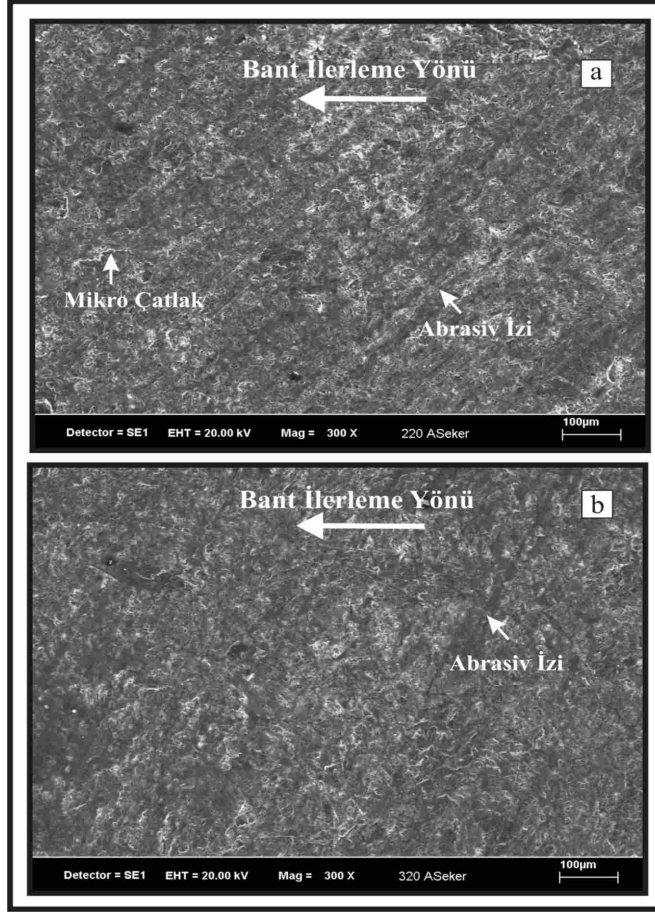 Bant İlerleme Yönü
a
Mikro Çatlak
Abrasiv İzi
Detector = SE1 EHT = 20.00 kV Mag = 300 X 220 ASeker 100µm
Bant İlerleme Yönü
b
Abrasiv İzi
Detector = SE1 EHT = 20.00 kV Mag = 300 X 320 ASeker 100µm